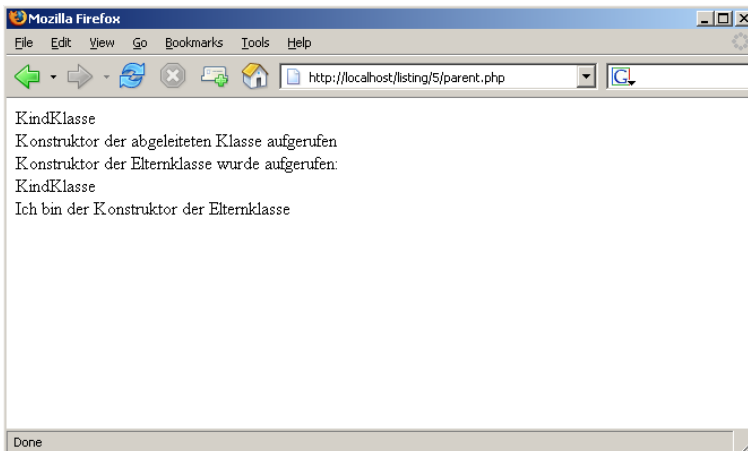 Mozilla Firefox
File Edit View Go Bookmarks Tools Help
http://localhost/listing/5/parent.php
G
KindKlasse
Konstruktor der abgeleiteten Klasse aufgerufen
Konstruktor der Elternklasse wurde aufgerufen:
KindKlasse
Ich bin der Konstruktor der Elternklasse
Done